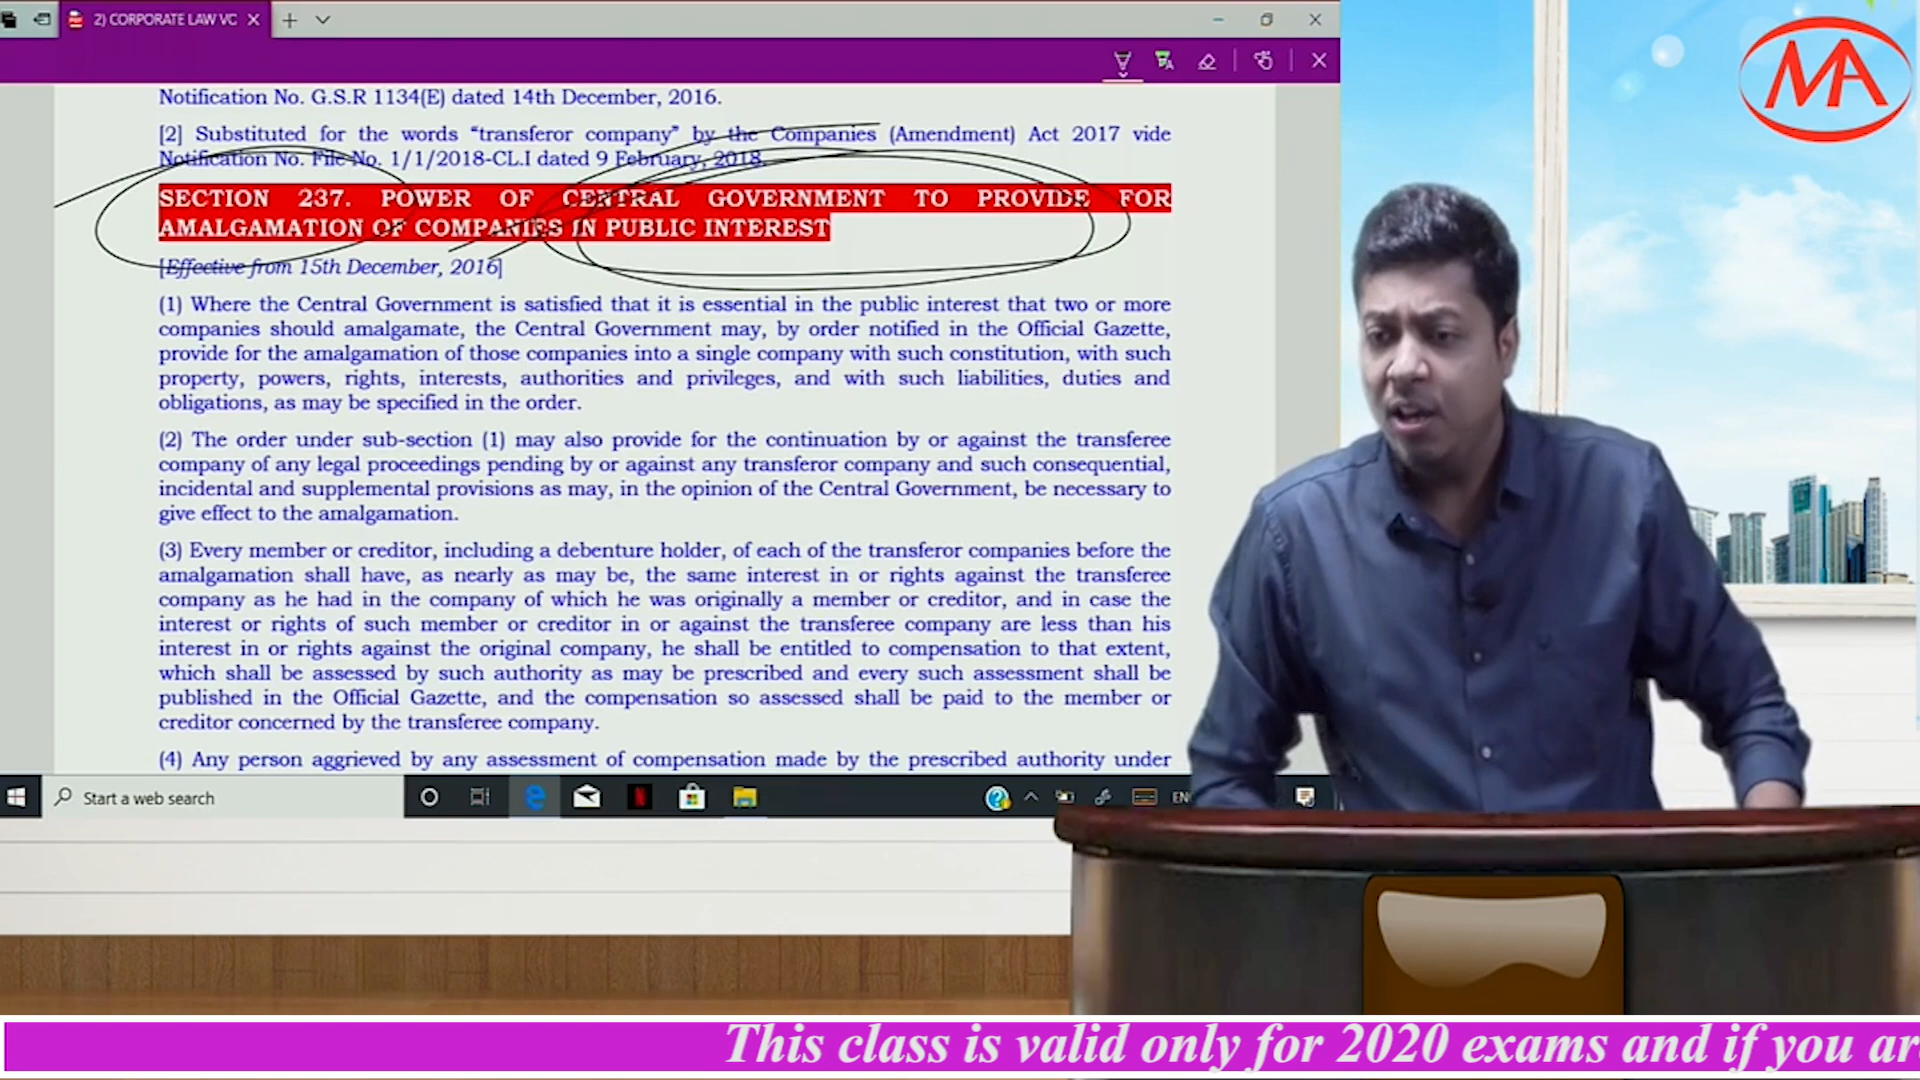 2) CORPORATE LAW VC
MA
Notification No. G.S.R 1134(E) dated 14th December, 2016.
[2] Substituted for the words “transferor company” by the Companies (Amendment) Act 2017 vide
Notification No. File No. 1/1/2018-CL.I dated 9 February, 2018.
SECTION 237. POWER OF CENTRAL GOVERNMENT TO PROVIDE FOR
AMALGAMATION OF COMPANIES IN PUBLIC INTEREST
[Effective from 15th December, 2016]
(1) Where the Central Government is satisfied that it is essential in the public interest that two or more
companies should amalgamate, the Central Government may, by order notified in the Official Gazette,
provide for the amalgamation of those companies into a single company with such constitution, with such
property, powers, rights, interests, authorities and privileges, and with such liabilities, duties and
obligations, as may be specified in the order.
(2) The order under sub-section (1) may also provide for the continuation by or against the transferee
company of any legal proceedings pending by or against any transferor company and such consequential,
incidental and supplemental provisions as may, in the opinion of the Central Government, be necessary to
give effect to the amalgamation.
(3) Every member or creditor, including a debenture holder, of each of the transferor companies before the
amalgamation shall have, as nearly as may be, the same interest in or rights against the transferee
company as he had in the company of which he was originally a member or creditor, and in case the
interest or rights of such member or creditor in or against the transferee company are less than his
interest in or rights against the original company, he shall be entitled to compensation to that extent,
which shall be assessed by such authority as may be prescribed and every such assessment shall be
published in the Official Gazette, and the compensation so assessed shall be paid to the member or
creditor concerned by the transferee company.
(4) Any person aggrieved by any assessment of compensation made by the prescribed authority under
Start a web search
EN
This class is valid only for 2020 exams and if you ar